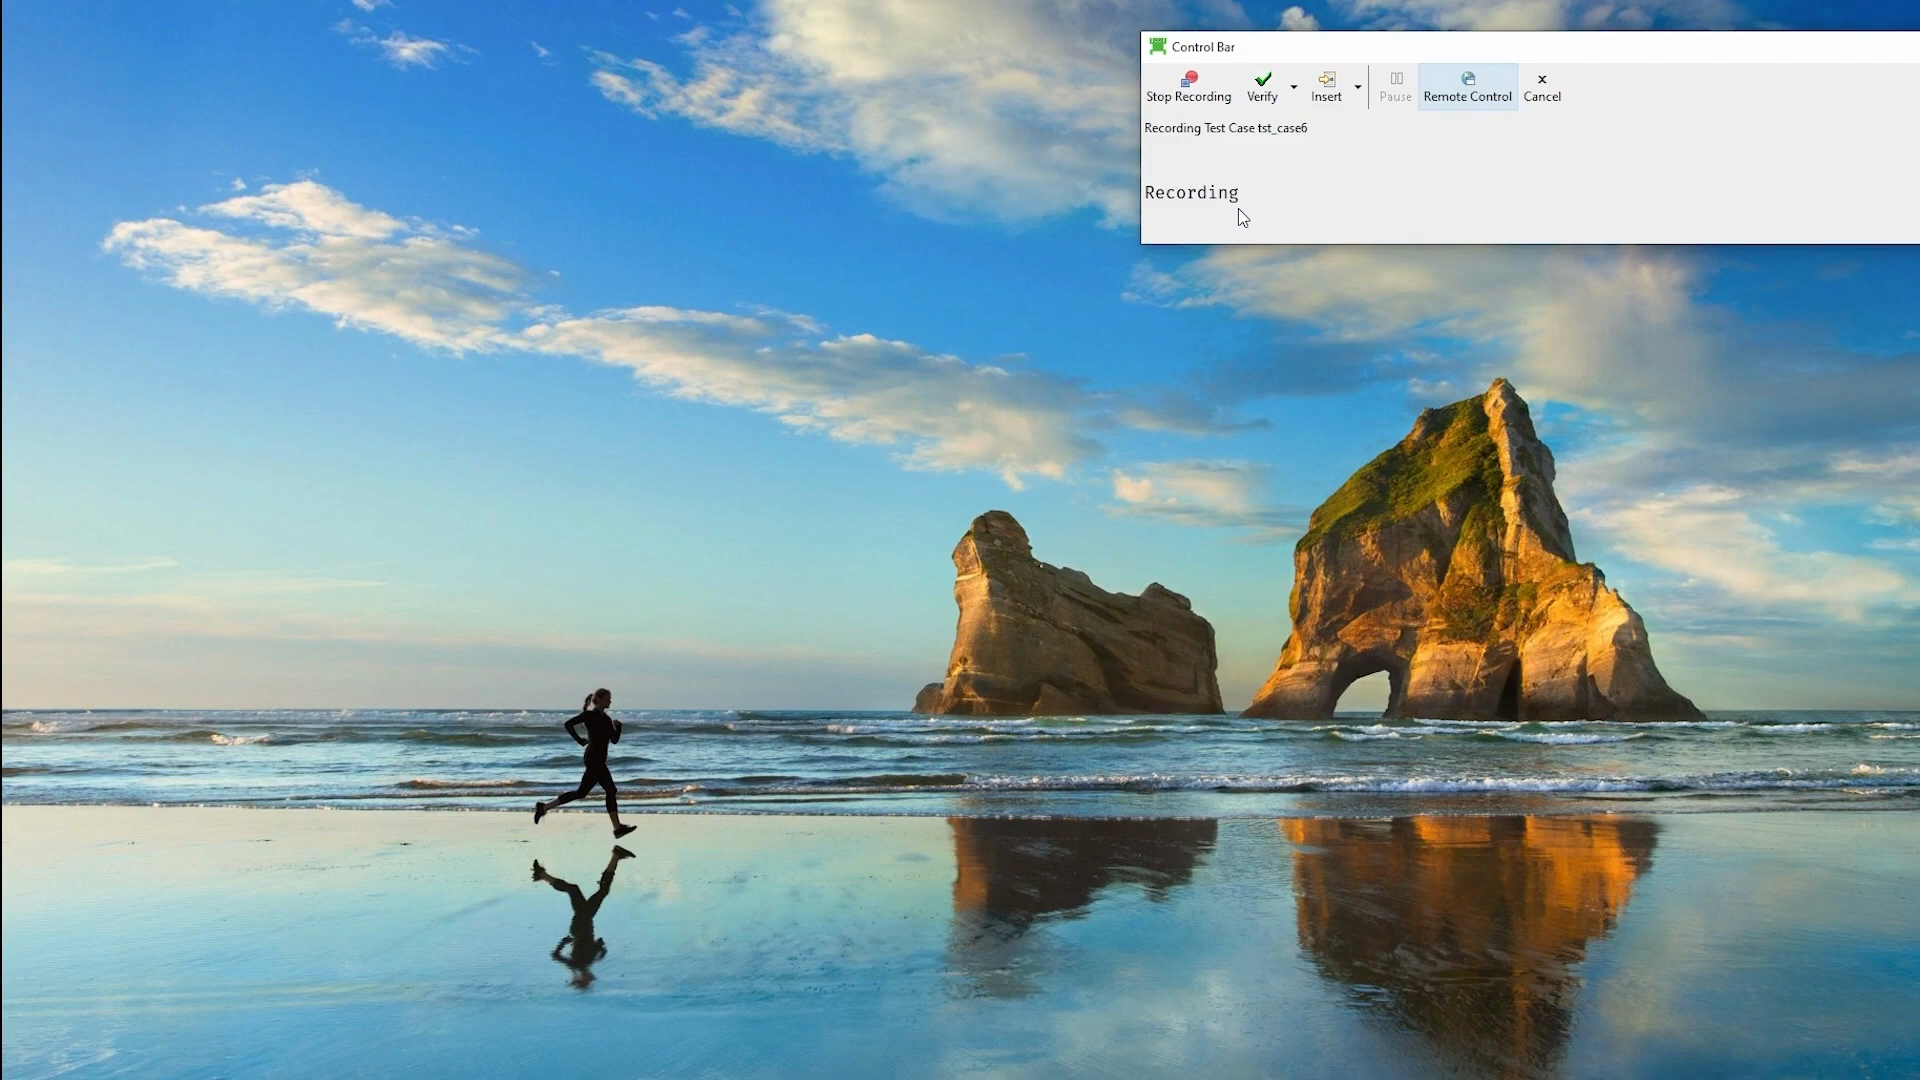 Control Bar
Stop Recording Verify Insert Pause Remote Control Cancel
Recording Test Case tst_case6
Recording